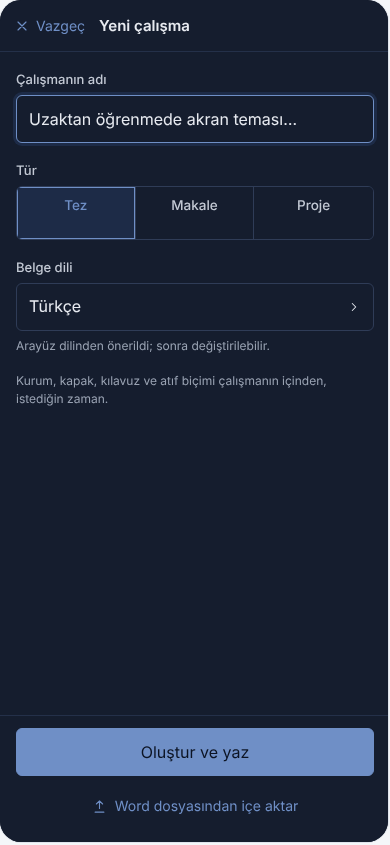 Vazgeç Yeni çalışma
Çalışmanın adı
Uzaktan öğrenmede akran teması...
Tür
Tez Makale Proje
Belge dili
Türkçe
Arayüz dilinden önerildi; sonra değiştirilebilir.
Kurum, kapak, kılavuz ve atıf biçimi çalışmanın içinden,
istediğin zaman.
Oluştur ve yaz
Word dosyasından içe aktar